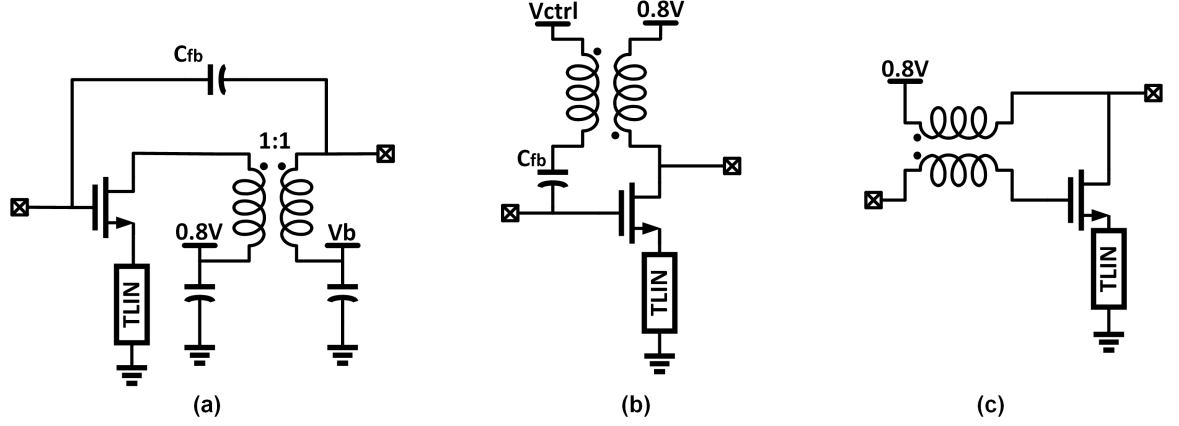 Cfb
1:1
0.8V
Vb
TLIN
(a)
Vctrl
0.8V
Cfb
TLIN
(b)
0.8V
TLIN
(c)